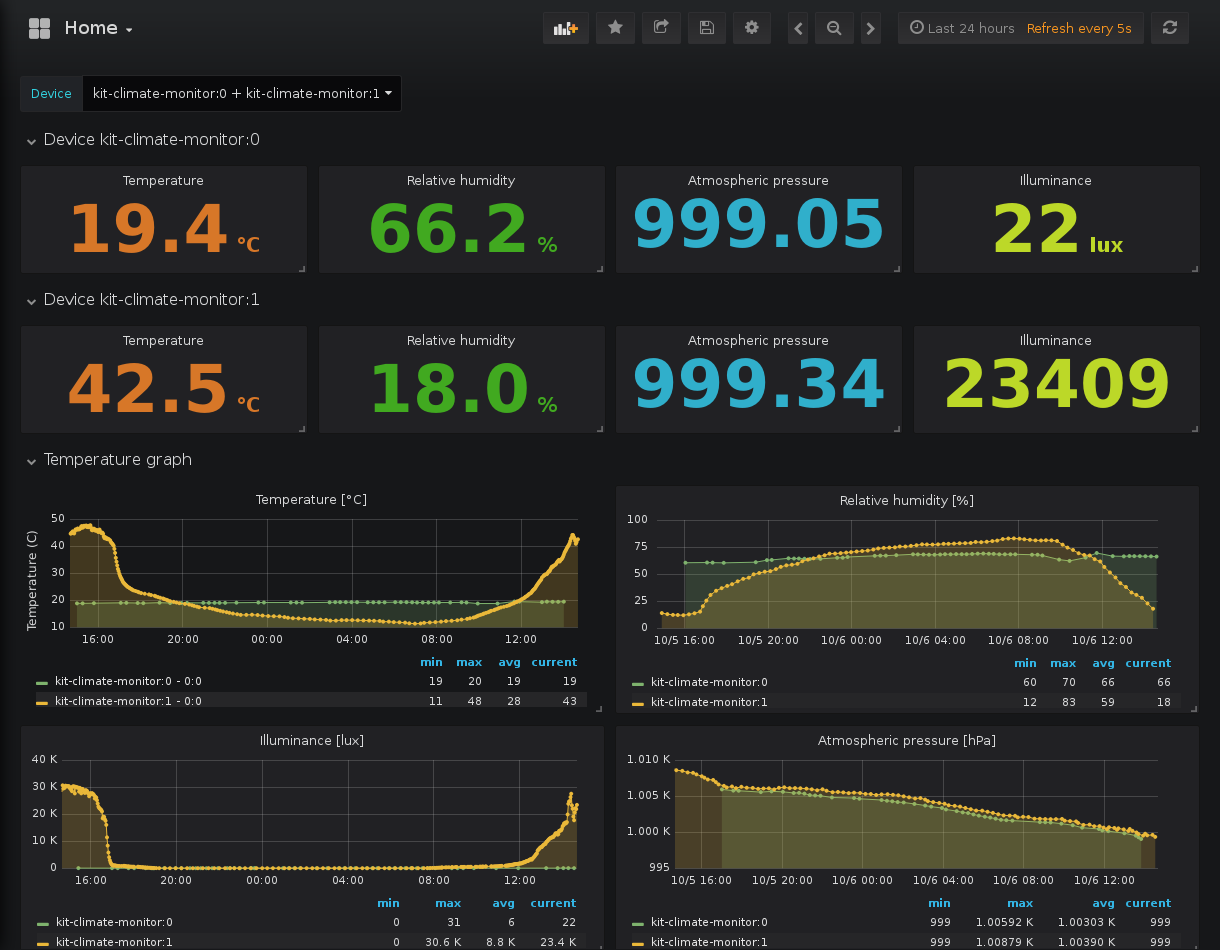 Home
Last 24 hours Refresh every 5s
Device kit-climate-monitor:0 + kit-climate-monitor:1
Device kit-climate-monitor:0
Temperature Relative humidity Atmospheric pressure Illuminance
19.4 °C 66.2 % 999.05 22 lux
Device kit-climate-monitor:1
Temperature Relative humidity Atmospheric pressure Illuminance
42.5 °C 18.0 % 999.34 23409
Temperature graph
Temperature [°C]
Temperature (C)
50
40
30
20
10
16:00 20:00 00:00 04:00 08:00 12:00
min max avg current
kit-climate-monitor:0 - 0:0 19 20 19 19
kit-climate-monitor:1 - 0:0 11 48 28 43
Relative humidity [%]
100
75
50
25
0
10/5 16:00 10/5 20:00 10/6 00:00 10/6 04:00 10/6 08:00 10/6 12:00
min max avg current
kit-climate-monitor:0 60 70 66 66
kit-climate-monitor:1 12 83 59 18
Illuminance [lux]
40 K
30 K
20 K
10 K
0
16:00 20:00 00:00 04:00 08:00 12:00
min max avg current
kit-climate-monitor:0 0 31 6 22
kit-climate-monitor:1 0 30.6 K 8.8 K 23.4 K
Atmospheric pressure [hPa]
1.010 K
1.005 K
1.000 K
995
10/5 16:00 10/5 20:00 10/6 00:00 10/6 04:00 10/6 08:00 10/6 12:00
min max avg current
kit-climate-monitor:0 999 1.00592 K 1.00303 K 999
kit-climate-monitor:1 999 1.00879 K 1.00390 K 999